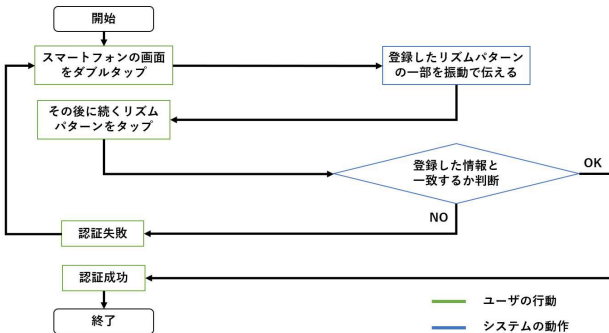 開始
スマートフォンの画面
をダブルタップ
登録したリズムパターン
の一部を振動で伝える
その後に続くリズム
パターンをタップ
登録した情報と
一致するか判断
OK
NO
認証失敗
認証成功
終了
ユーザの行動
システムの動作